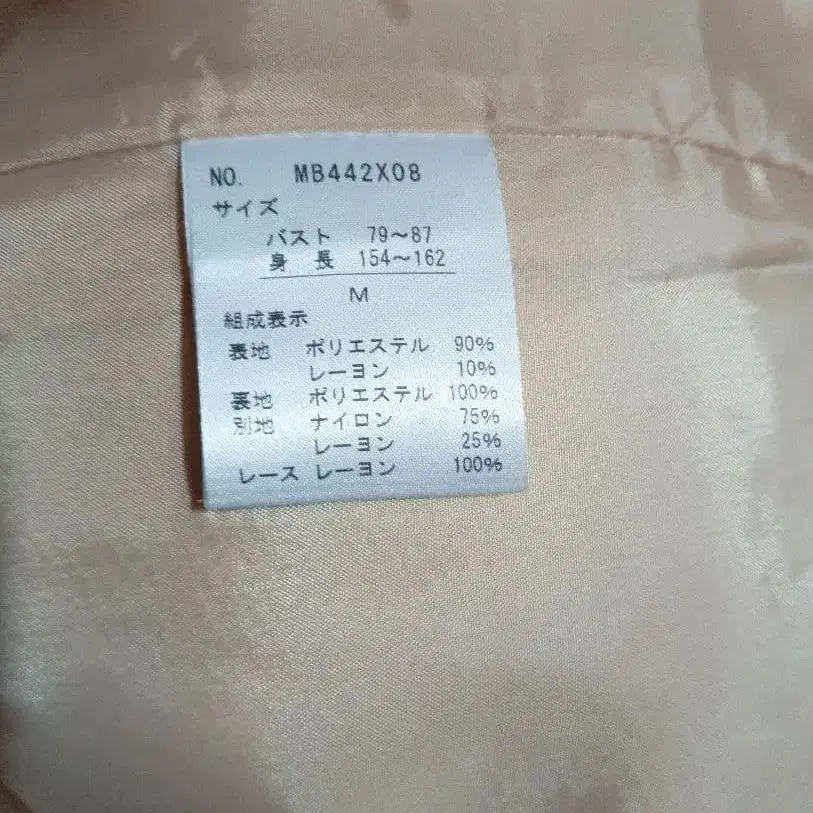 NO. MB442X08
サイズ
バスト 79～87
身 長 154～162
M
組成表示
表地 ポリエステル 90%
レーヨン 10%
裏地 ポリエステル 100%
別地 ナイロン 75%
レーヨン 25%
レース レーヨン 100%